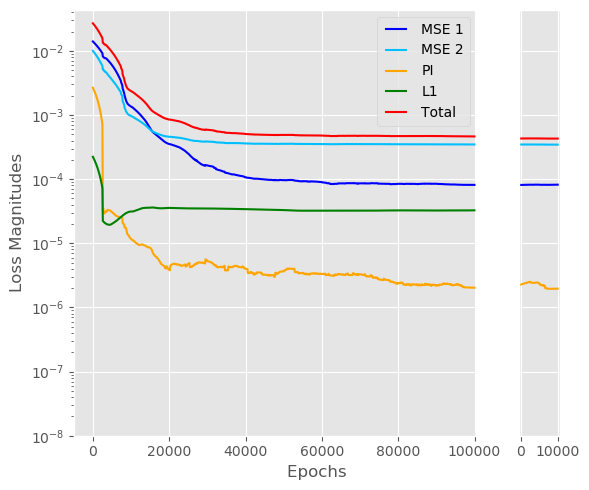 MSE 1
MSE 2
PI
L1
Total
Loss Magnitudes
10⁻²
10⁻³
10⁻⁴
10⁻⁵
10⁻⁶
10⁻⁷
10⁻⁸
0 20000 40000 60000 80000 100000 0 10000
Epochs